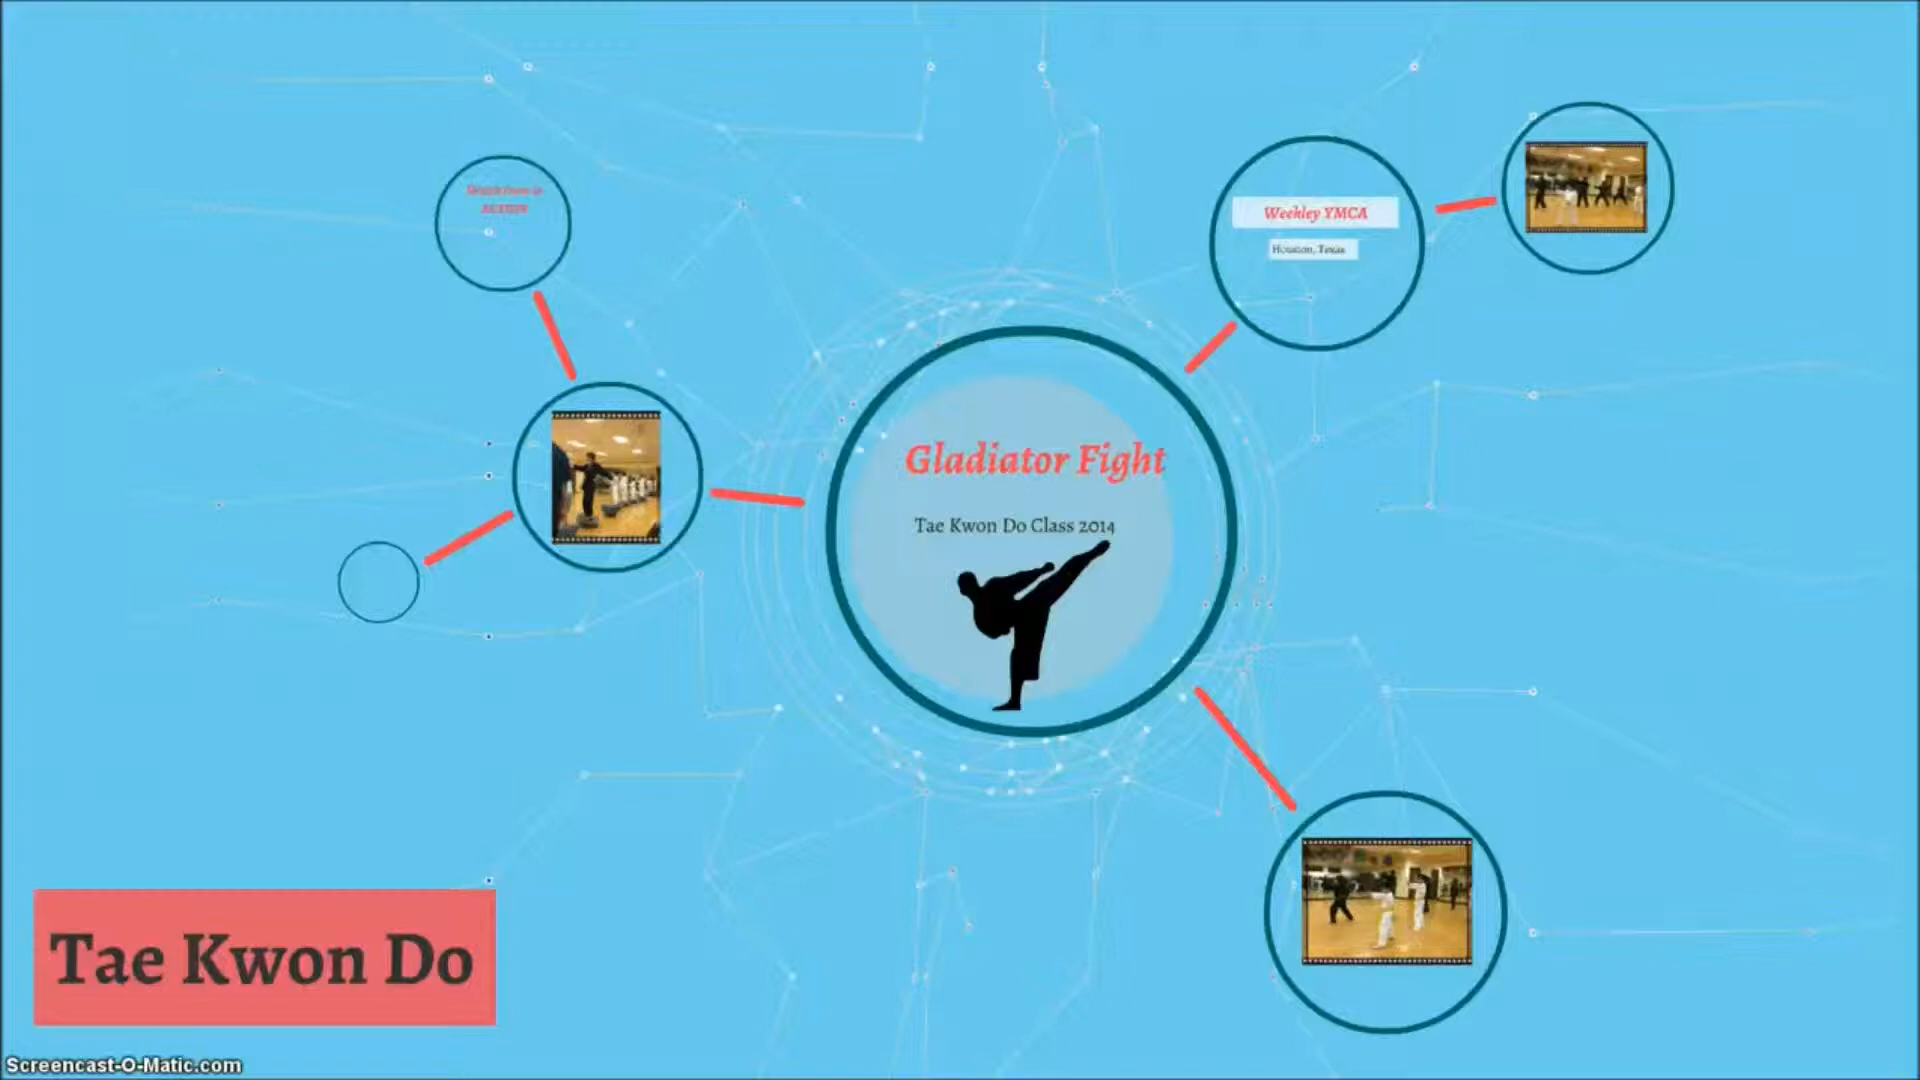 Weekley YMCA
Houston, Texas
Gladiator Fight
Tae Kwon Do Class 2014
Tae Kwon Do
Screencast-O-Matic.com